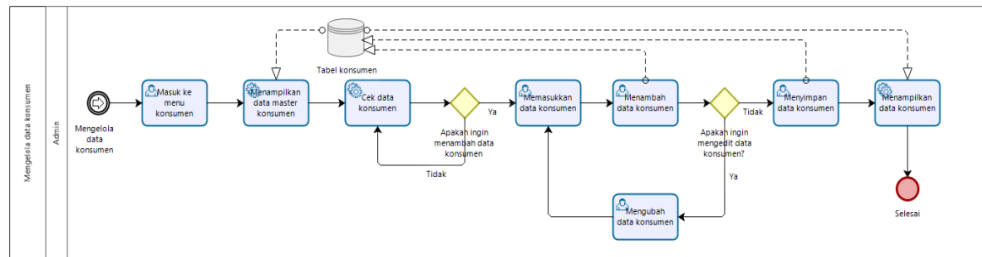 Mengelola data konsumen
Admin
Tabel konsumen
Mengelola
data
konsumen
Masuk ke
menu
konsumen
Menampilkan
data master
konsumen
Cek data
konsumen
Apakah ingin
menambah data
konsumen
Ya
Tidak
Memasukkan
data konsumen
Menambah
data konsumen
Apakah ingin
mengedit data
konsumen?
Tidak
Ya
Mengubah
data konsumen
Menyimpan
data konsumen
Menampilkan
data konsumen
Selesai